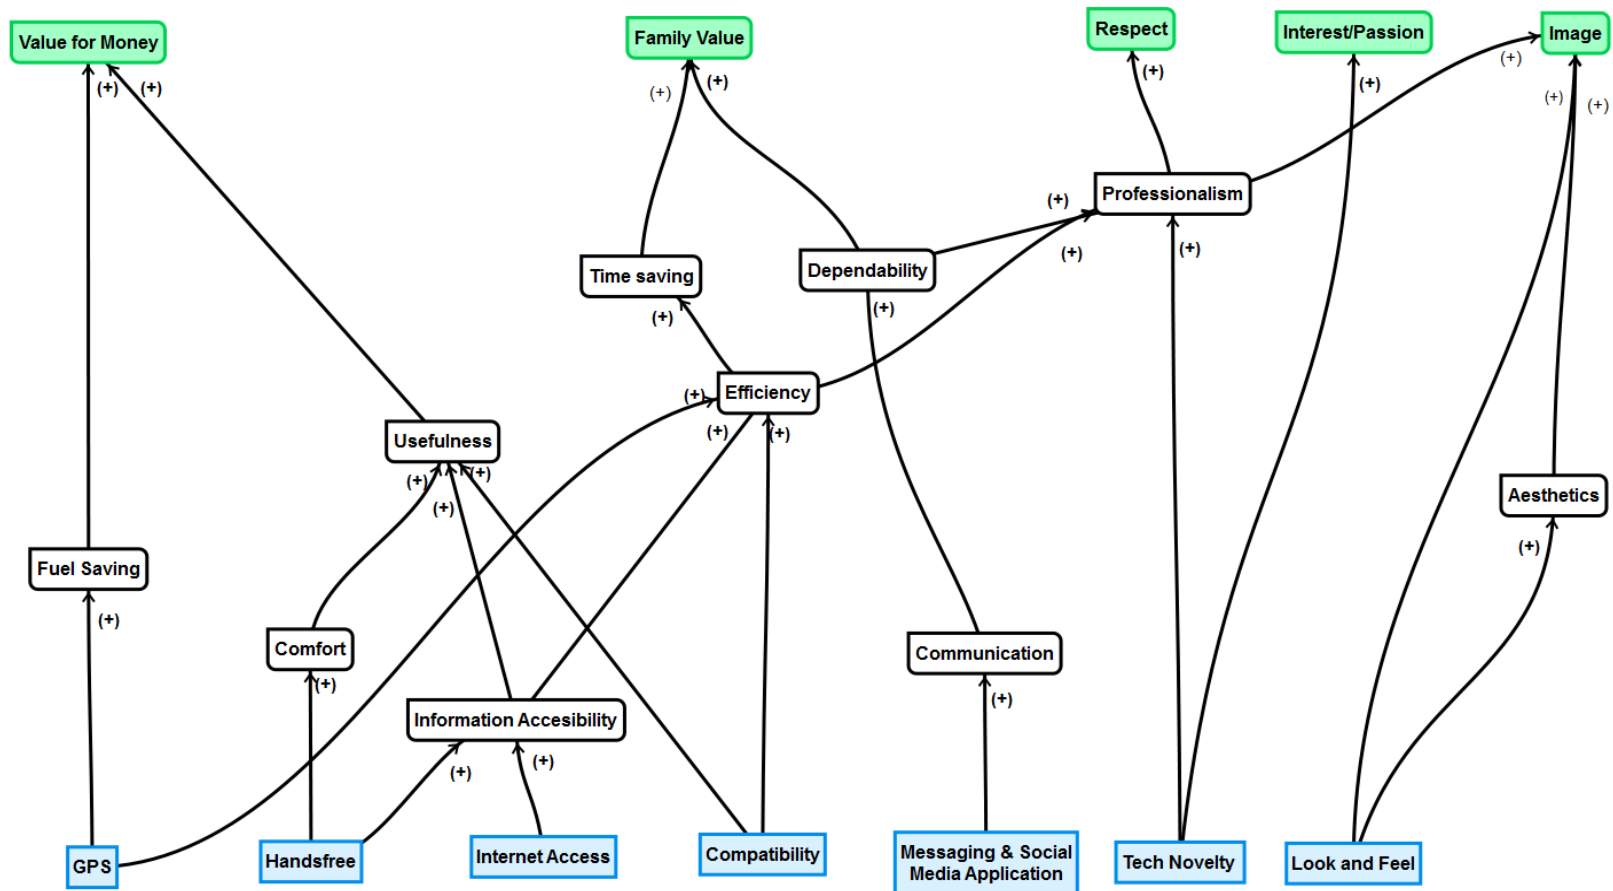 Value for Money
Family Value
Respect
Interest/Passion
Image
(+)
(+)
(+)
(+)
(+)
(+)
(+)
(+)
(+)
Professionalism
(+)
(+)
(+)
Time saving
Dependability
(+)
(+)
Efficiency
(+)
(+)
(+)
Usefulness
(+)
(+)
(+)
Aesthetics
(+)
Fuel Saving
(+)
Comfort
(+)
Communication
(+)
Information Accesibility
(+)
(+)
GPS
Handsfree
Internet Access
Compatibility
Messaging & Social
Media Application
Tech Novelty
Look and Feel